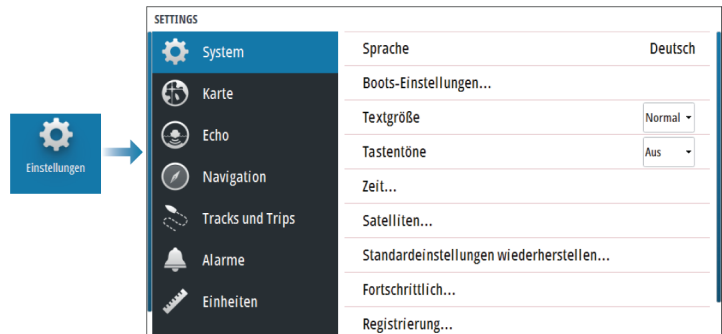 SETTINGS
Einstellungen
System
Karte
Echo
Navigation
Tracks und Trips
Alarme
Einheiten
Sprache Deutsch
Boots-Einstellungen...
Textgröße Normal
Tastentöne Aus
Zeit...
Satelliten...
Standardeinstellungen wiederherstellen...
Fortschrittlich...
Registrierung...